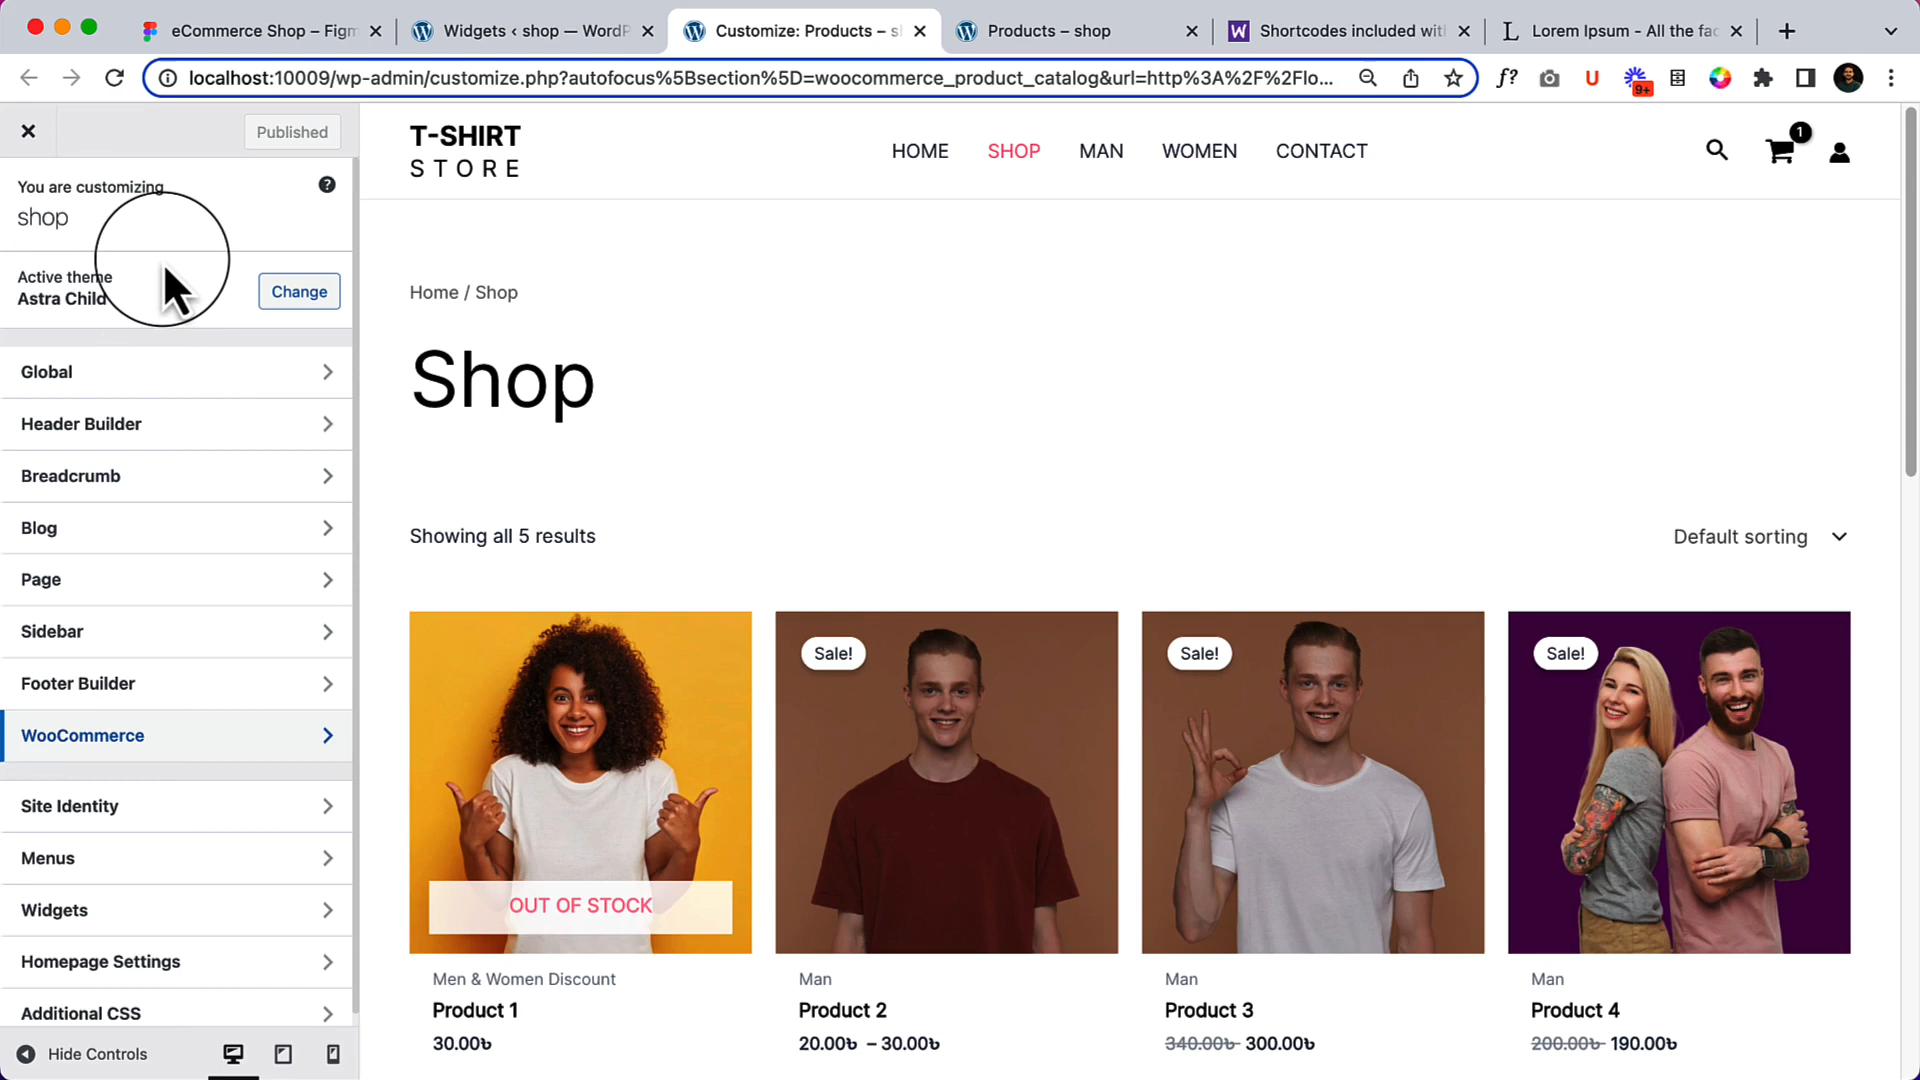 eCommerce Shop – Figm
Widgets ‹ shop — WordP
Customize: Products – s
Products – shop
Shortcodes included wit
Lorem Ipsum - All the fac
localhost:10009/wp-admin/customize.php?autofocus%5Bsection%5D=woocommerce_product_catalog&url=http%3A%2F%2Flo...
f?
U
9+
Published
You are customizing
shop
Active theme
Astra Child
Change
Global
Header Builder
Breadcrumb
Blog
Page
Sidebar
Footer Builder
WooCommerce
Site Identity
Menus
Widgets
Homepage Settings
Additional CSS
Hide Controls
T-SHIRT
STORE
HOME
SHOP
MAN
WOMEN
CONTACT
1
Home / Shop
Shop
Showing all 5 results
Default sorting
OUT OF STOCK
Men & Women Discount
Product 1
30.00৳
Sale!
Man
Product 2
20.00৳ – 30.00৳
Sale!
Man
Product 3
340.00৳ 300.00৳
Sale!
Man
Product 4
200.00৳ 190.00৳